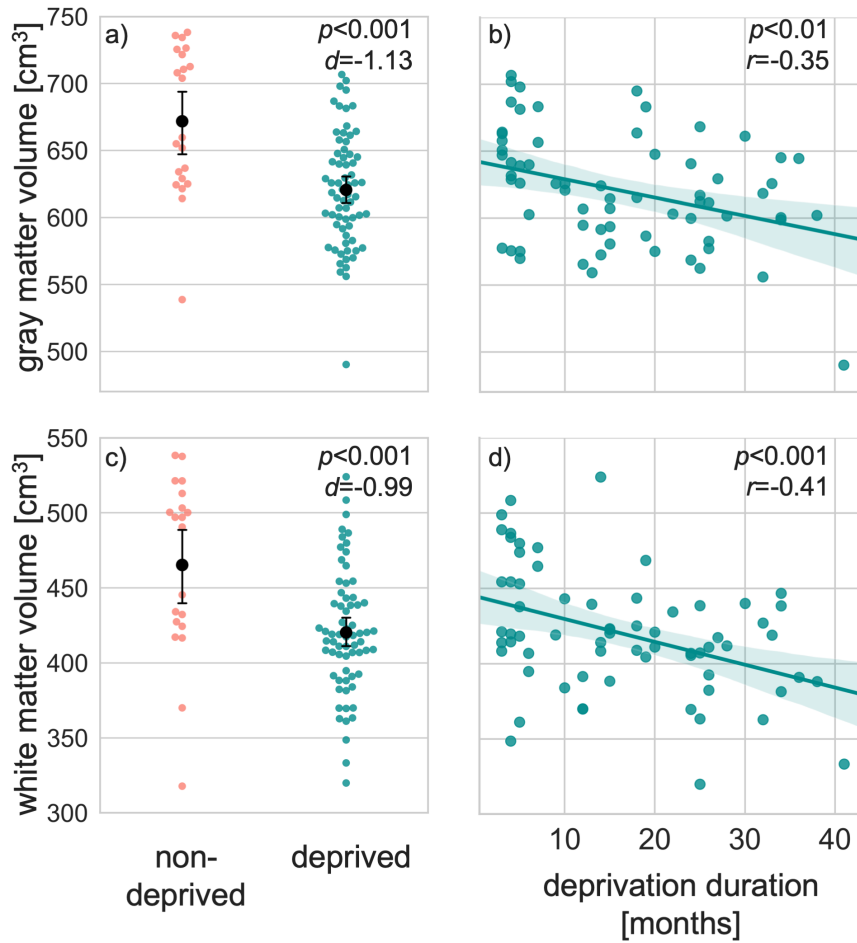 gray matter volume [cm³]
750
700
650
600
550
500
a)
p<0.001
d=-1.13
b)
p<0.01
r=-0.35
white matter volume [cm³]
550
500
450
400
350
300
c)
p<0.001
d=-0.99
d)
p<0.001
r=-0.41
non-
deprived
deprived
10
20
30
40
deprivation duration
[months]